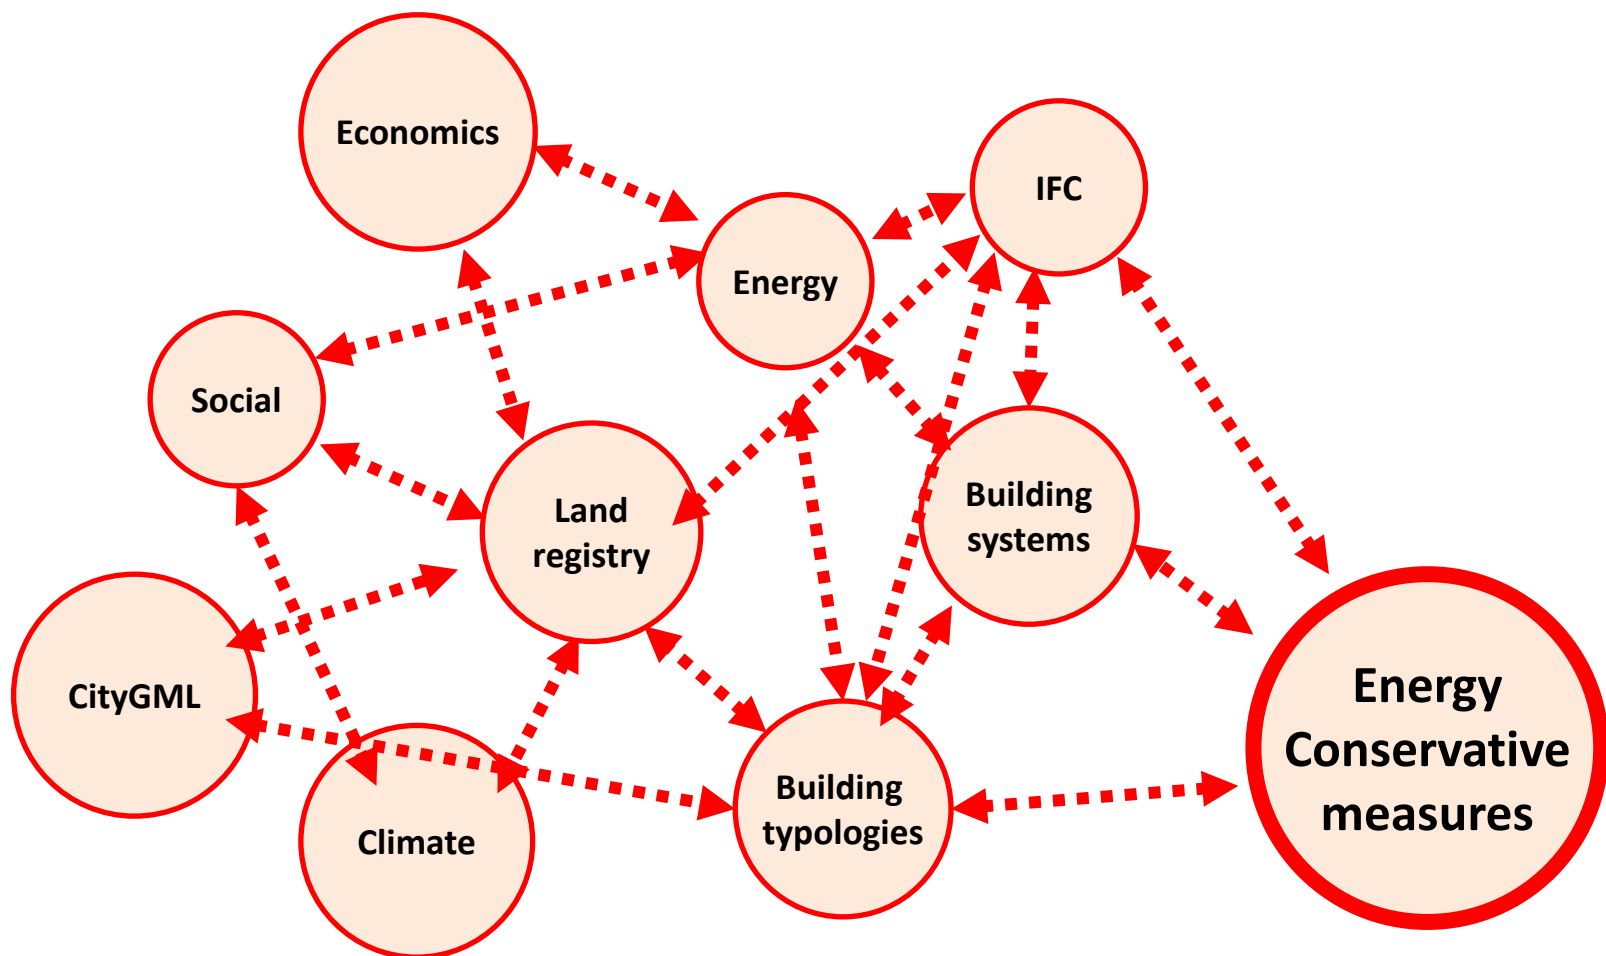 Economics
IFC
Energy
Social
Land
registry
Building
systems
CityGML
Climate
Building
typologies
Energy
Conservative
measures